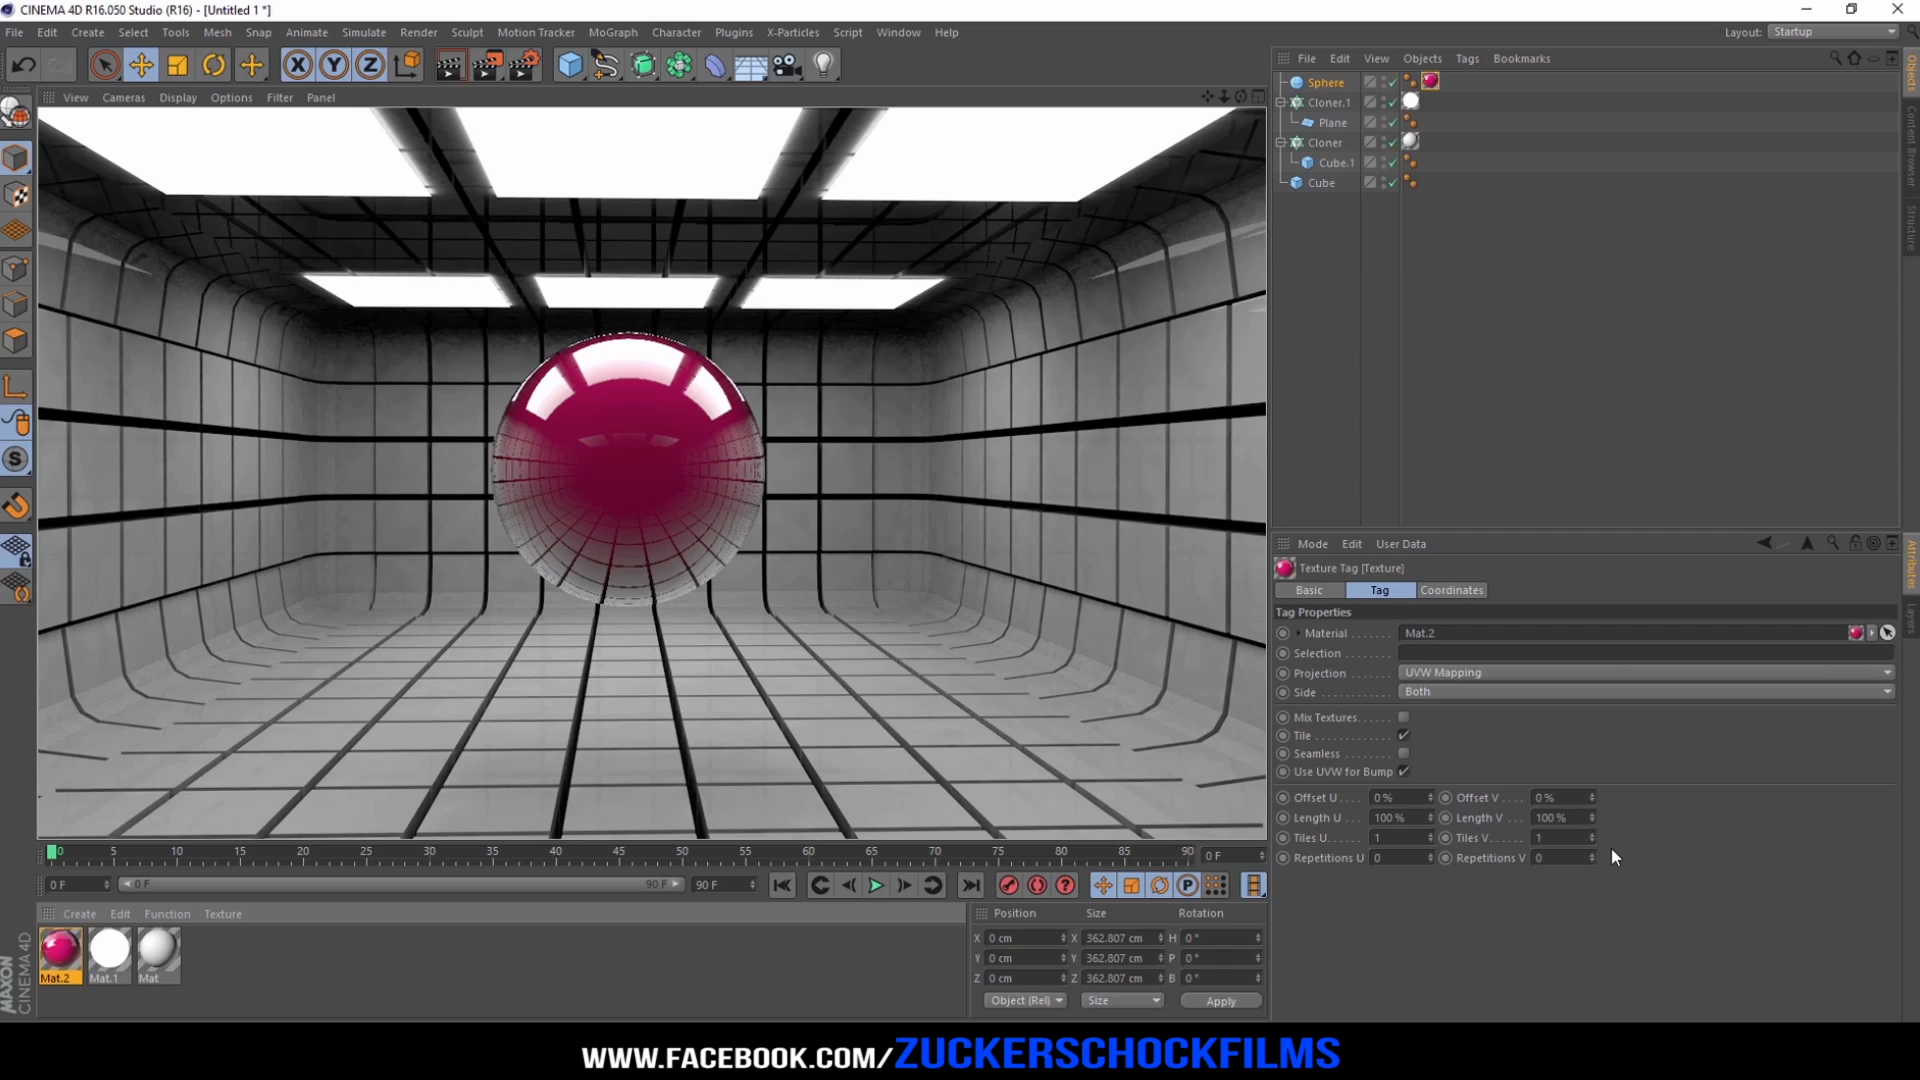 CINEMA 4D R16.050 Studio (R16) - [Untitled 1 *]
File Edit Create Select Tools Mesh Snap Animate Simulate Render Sculpt Motion Tracker MoGraph Character Plugins X-Particles Script Window Help
Layout: Startup
X Y Z
View Cameras Display Options Filter Panel
File Edit View Objects Tags Bookmarks
Sphere
Cloner.1
Plane
Cloner
Cube.1
Cube
Objects
Content Browser
Structure
Mode Edit User Data
Texture Tag [Texture]
Basic Tag Coordinates
Tag Properties
Material . . . . . . . Mat.2
Selection . . . . . . .
Projection . . . . . . UVW Mapping
Side . . . . . . . . . . . Both
Mix Textures . . . . .
Tile . . . . . . . . . . . .
Seamless . . . . . . .
Use UVW for Bump
Offset U . . . . 0 % Offset V . . . . 0 %
Length U . . . 100 % Length V . . . 100 %
Tiles U . . . . . 1 Tiles V . . . . . 1
Repetitions U 0 Repetitions V 0
Attributes
Layers
0 5 10 15 20 25 30 35 40 45 50 55 60 65 70 75 80 85 90 0 F
0 F 0 F 90 F 90 F
P
Create Edit Function Texture
Mat.2 Mat.1 Mat
Position Size Rotation
X 0 cm X 362.807 cm H 0 °
Y 0 cm Y 362.807 cm P 0 °
Z 0 cm Z 362.807 cm B 0 °
Object (Rel) Size Apply
MAXON
CINEMA 4D
WWW.FACEBOOK.COM/ZUCKERSCHOCKFILMS